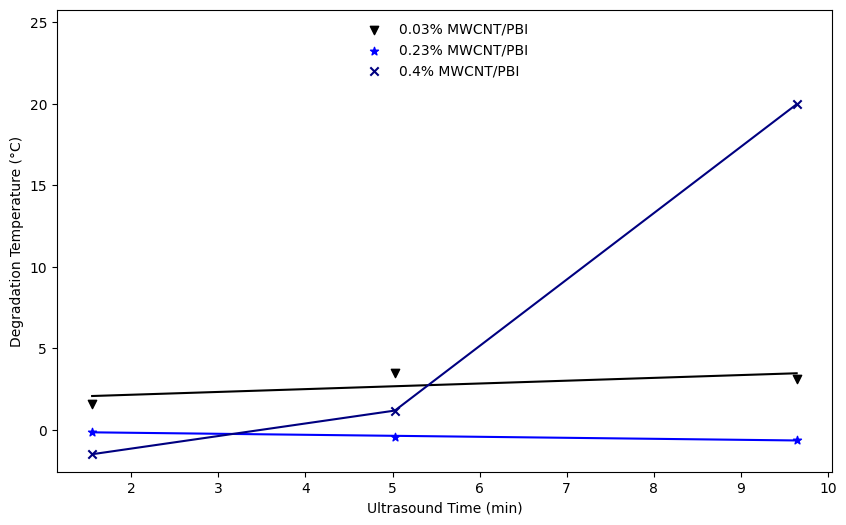 25
20
15
10
5
0
Degradation Temperature (°C)
0.03% MWCNT/PBI
0.23% MWCNT/PBI
0.4% MWCNT/PBI
2 3 4 5 6 7 8 9 10
Ultrasound Time (min)